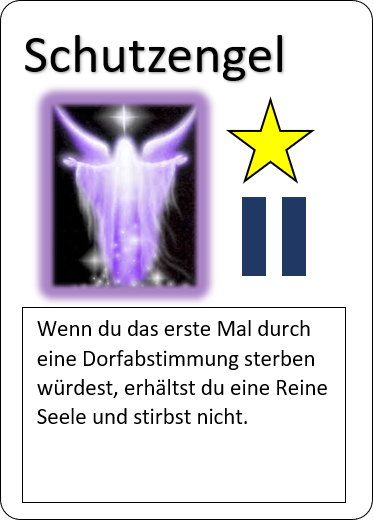 Schutzengel
Wenn du das erste Mal durch
eine Dorfabstimmung sterben
würdest, erhältst du eine Reine
Seele und stirbst nicht.